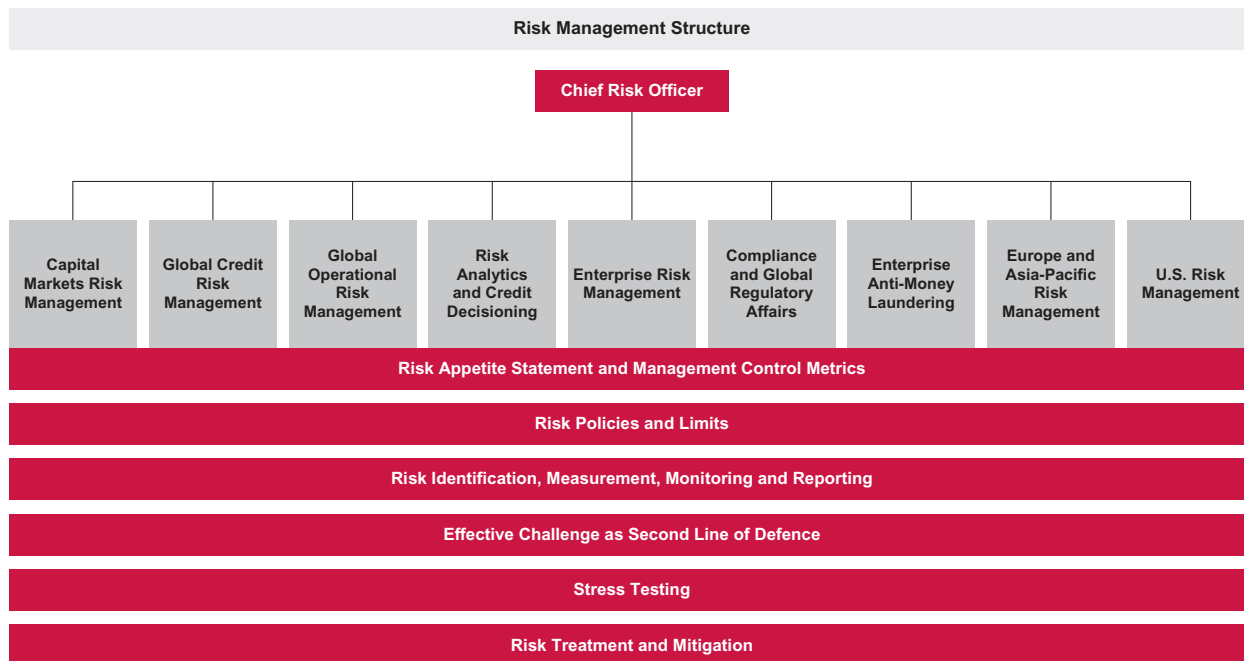 Risk Management Structure
Chief Risk Officer
Capital
Markets Risk
Management
Global Credit
Risk
Management
Global
Operational
Risk
Management
Risk
Analytics
and Credit
Decisioning
Enterprise Risk
Management
Compliance
and Global
Regulatory
Affairs
Enterprise
Anti-Money
Laundering
Europe and
Asia-Pacific
Risk
Management
U.S. Risk
Management
Risk Appetite Statement and Management Control Metrics
Risk Policies and Limits
Risk Identification, Measurement, Monitoring and Reporting
Effective Challenge as Second Line of Defence
Stress Testing
Risk Treatment and Mitigation